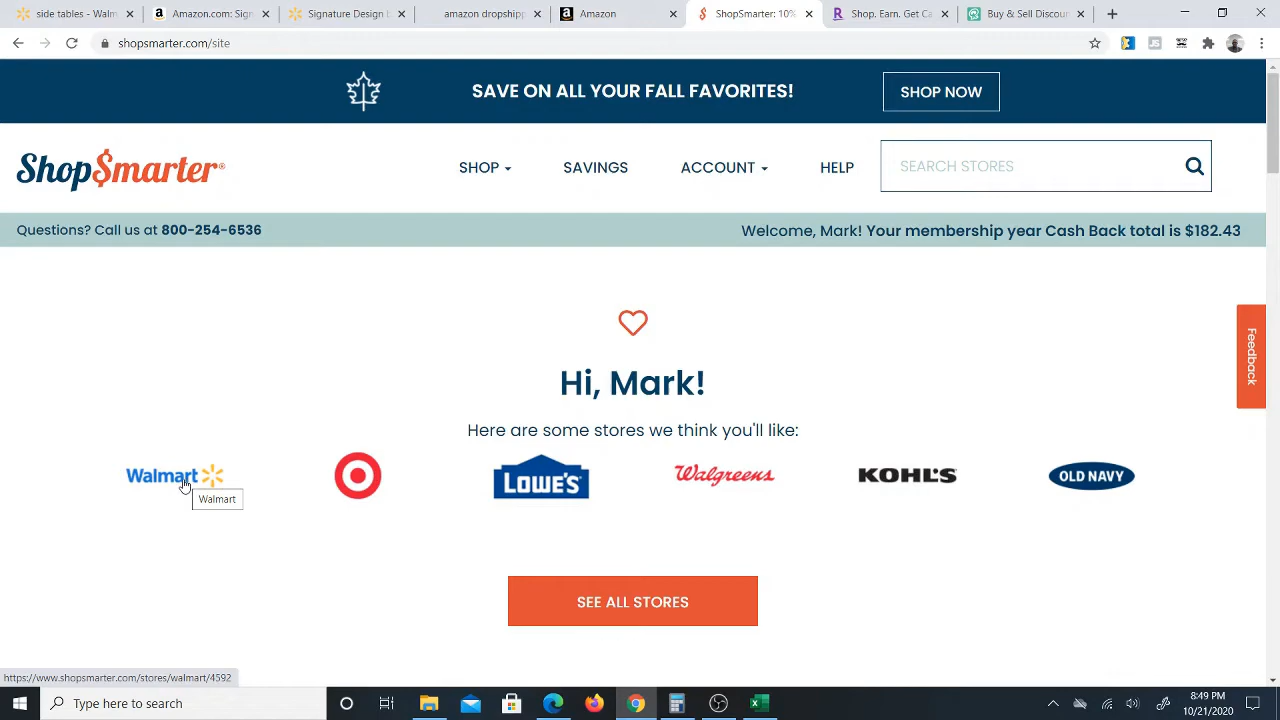 side tables - Walm
Amazon.com: Sig
Signature Design b
amazon dropshipp
Amazon
ShopSmarter: 10%
Shop. Earn. Get Ca
Buy & Sell Discoun
shopsmarter.com/site
SAVE ON ALL YOUR FALL FAVORITES!
SHOP NOW
Shop$marter®
SHOP
SAVINGS
ACCOUNT
HELP
SEARCH STORES
Questions? Call us at 800-254-6536
Welcome, Mark! Your membership year Cash Back total is $182.43
Feedback
Hi, Mark!
Here are some stores we think you'll like:
Walmart
LOWE'S
Walgreens
KOHL'S
OLD NAVY
Walmart
SEE ALL STORES
https://www.shopsmarter.com/stores/walmart/4592
Type here to search
8:49 PM
10/21/2020